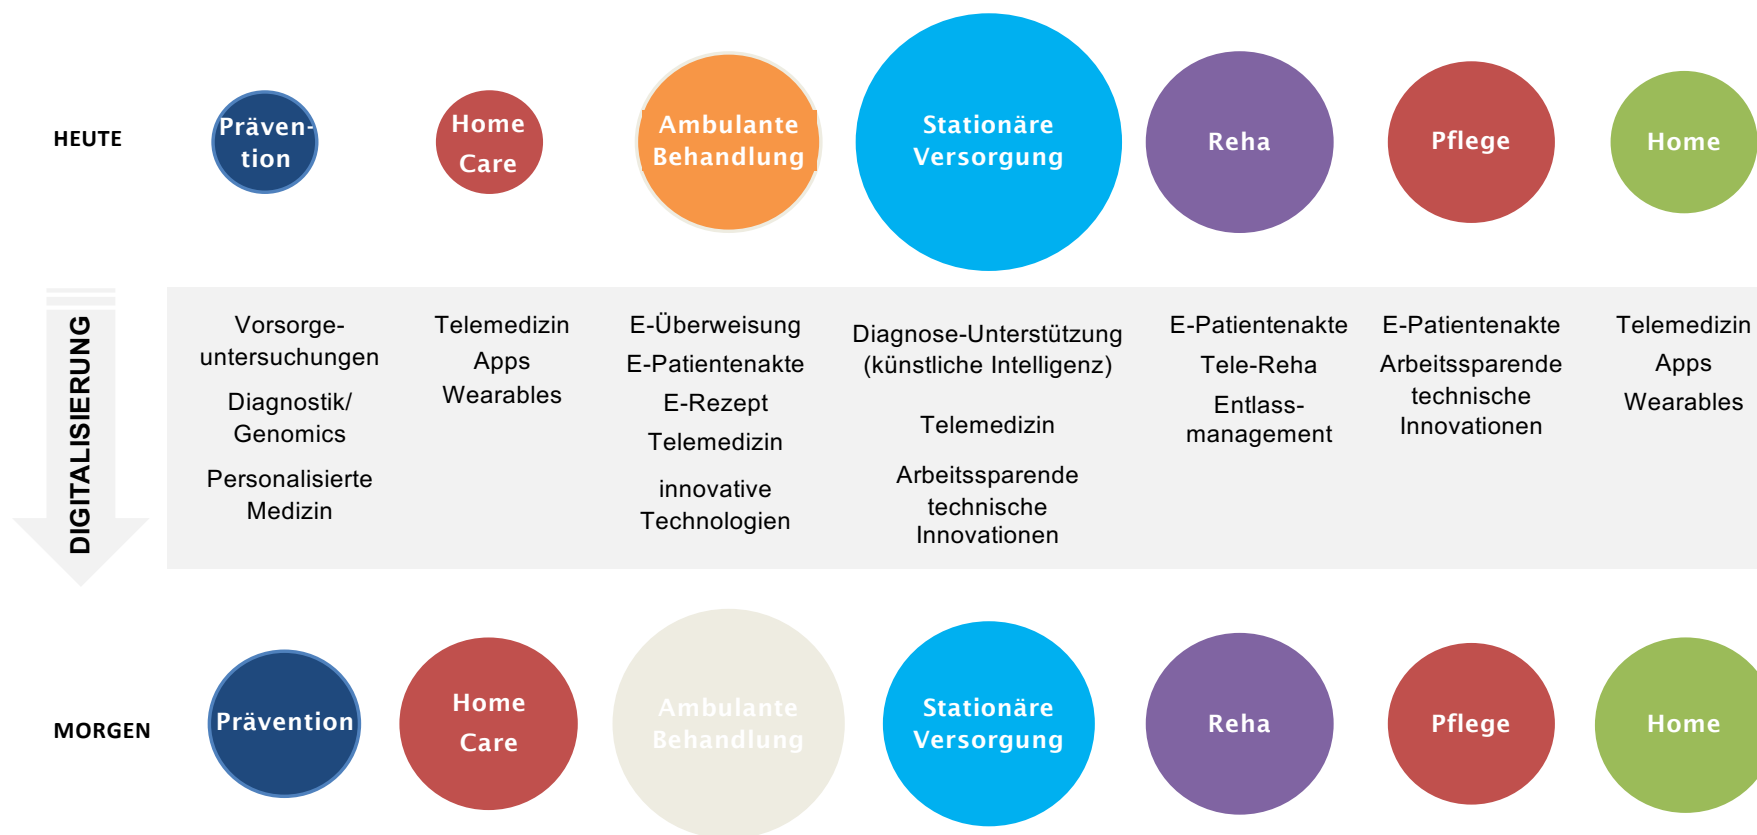 HEUTE
Präven-
tion
Home
Care
Ambulante
Behandlung
Stationäre
Versorgung
Reha
Pflege
Home
DIGITALISIERUNG
Vorsorge-
untersuchungen
Diagnostik/
Genomics
Personalisierte
Medizin
Telemedizin
Apps
Wearables
E-Überweisung
E-Patientenakte
E-Rezept
Telemedizin
innovative
Technologien
Diagnose-Unterstützung
(künstliche Intelligenz)
Telemedizin
Arbeitssparende
technische
Innovationen
E-Patientenakte
Tele-Reha
Entlass-
management
E-Patientenakte
Arbeitssparende
technische
Innovationen
Telemedizin
Apps
Wearables
MORGEN
Prävention
Home
Care
Ambulante
Behandlung
Stationäre
Versorgung
Reha
Pflege
Home